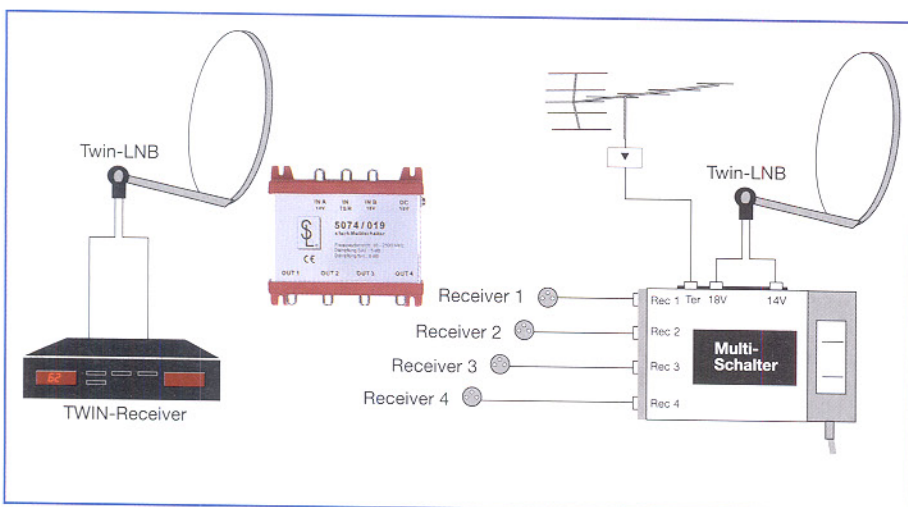 Twin-LNB
62
TWIN-Receiver
IN A IN IN B DC
14V TER 18V
SL
5074/019
CE
OUT 1 OUT 2 OUT 3 OUT 4
Twin-LNB
Receiver 1
Receiver 2
Receiver 3
Receiver 4
Rec 1 Ter 18V 14V
Rec 2
Rec 3
Rec 4
Multi-
Schalter